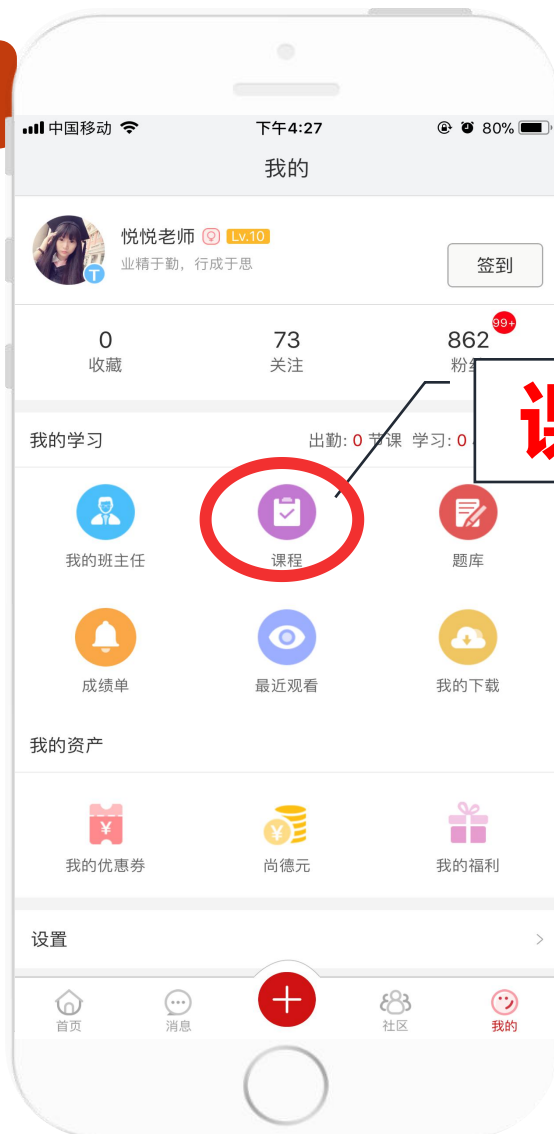 中国移动 下午4:27 80%
我的
悦悦老师 Lv.10
T
业精于勤，行成于思
签到
0 73 862 99+
收藏 关注
我的学习 出勤: 0 节课 学习: 0
我的班主任 课程 题库
成绩单 最近观看 我的下载
我的资产
¥ ¥
我的优惠券 尚德元 我的福利
设置
首页 消息 社区 我的